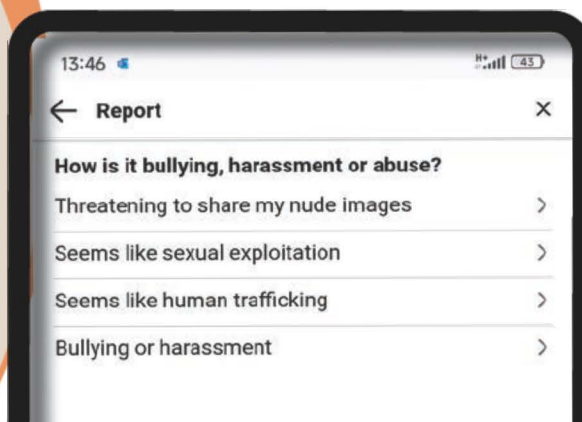 13:46
H+ 43
← Report ×
How is it bullying, harassment or abuse?
Threatening to share my nude images >
Seems like sexual exploitation >
Seems like human trafficking >
Bullying or harassment >